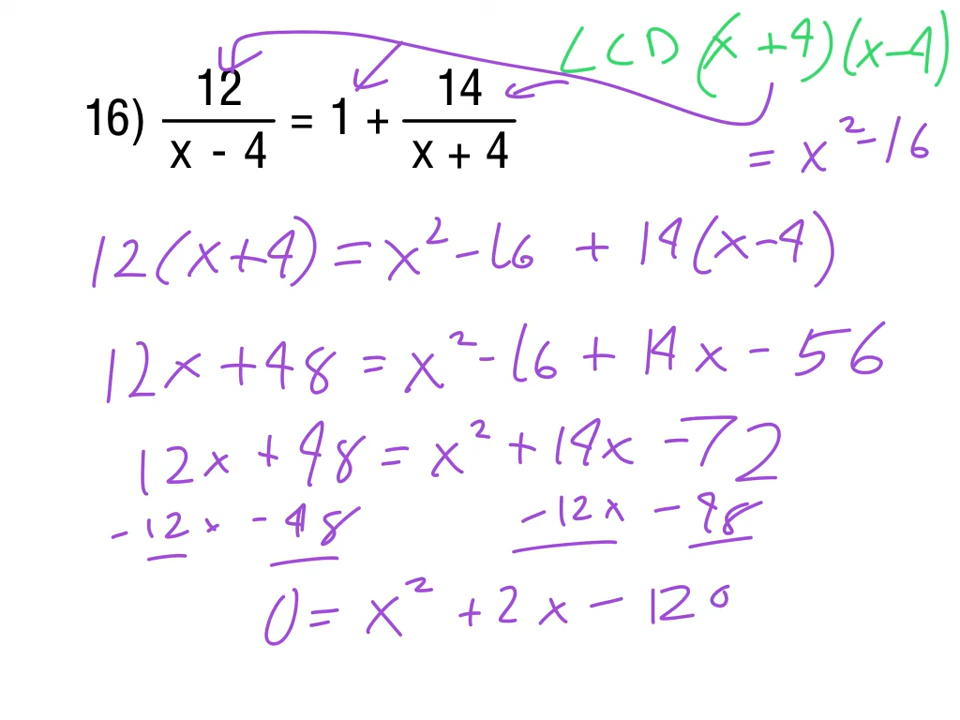 LCD (x+4)(x-4)
= x² - 16
16) 12/(x - 4) = 1 + 14/(x + 4)
12(x+4) = x² - 16 + 14(x-4)
12x + 48 = x² - 16 + 14x - 56
12x + 48 = x² + 14x - 72
-12x - 48 -12x - 48
0 = x² + 2x - 120